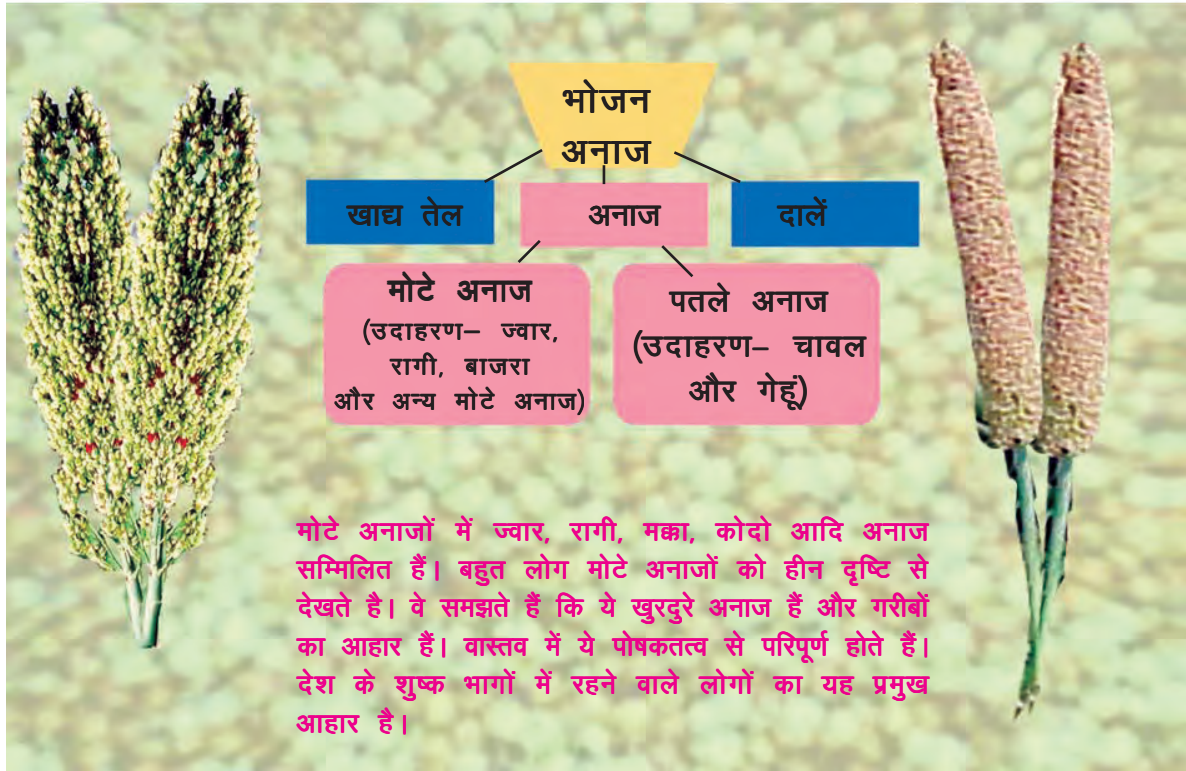 भोजन
अनाज
खाद्य तेल
अनाज
दालें
मोटे अनाज
(उदाहरण– ज्वार,
रागी, बाजरा
और अन्य मोटे अनाज)
पतले अनाज
(उदाहरण– चावल
और गेहूं)
मोटे अनाजों में ज्वार, रागी, मक्का, कोदो आदि अनाज
सम्मिलित हैं। बहुत लोग मोटे अनाजों को हीन दृष्टि से
देखते है। वे समझते हैं कि ये खुरदुरे अनाज हैं और गरीबों
का आहार हैं। वास्तव में ये पोषकतत्व से परिपूर्ण होते हैं।
देश के शुष्क भागों में रहने वाले लोगों का यह प्रमुख
आहार है।